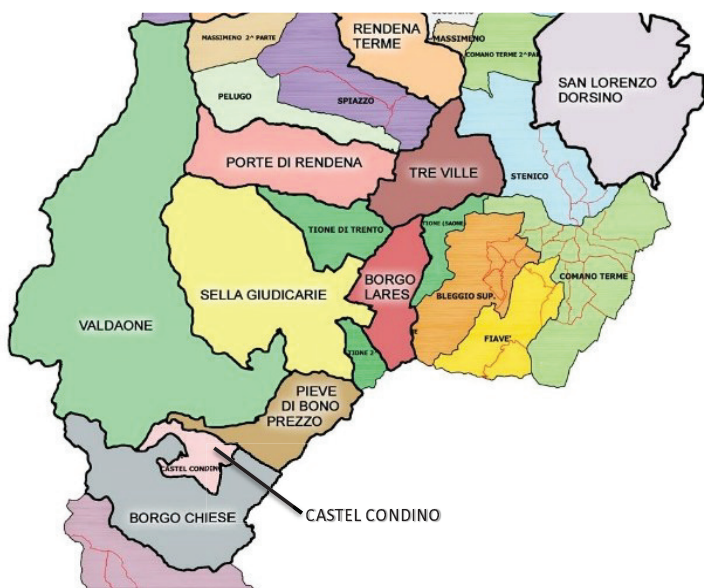 RENDENA
TERME
MASSIMENO 2^ PARTE
MASSIMENO
COMANO TERME 2^ PAR
SAN LORENZO
DORSINO
PELUGO
SPIAZZO
PORTE DI RENDENA
TRE VILLE
STENICO
TIONE DI TRENTO
TIONE (SAONE)
BORGO
LARES
SELLA GIUDICARIE
COMANO TERME
BLEGGIO SUP.
VALDAONE
FIAVE'
TIONE 2^
PIEVE
DI BONO
PREZZO
CASTEL CONDINO
BORGO CHIESE
CASTEL CONDINO